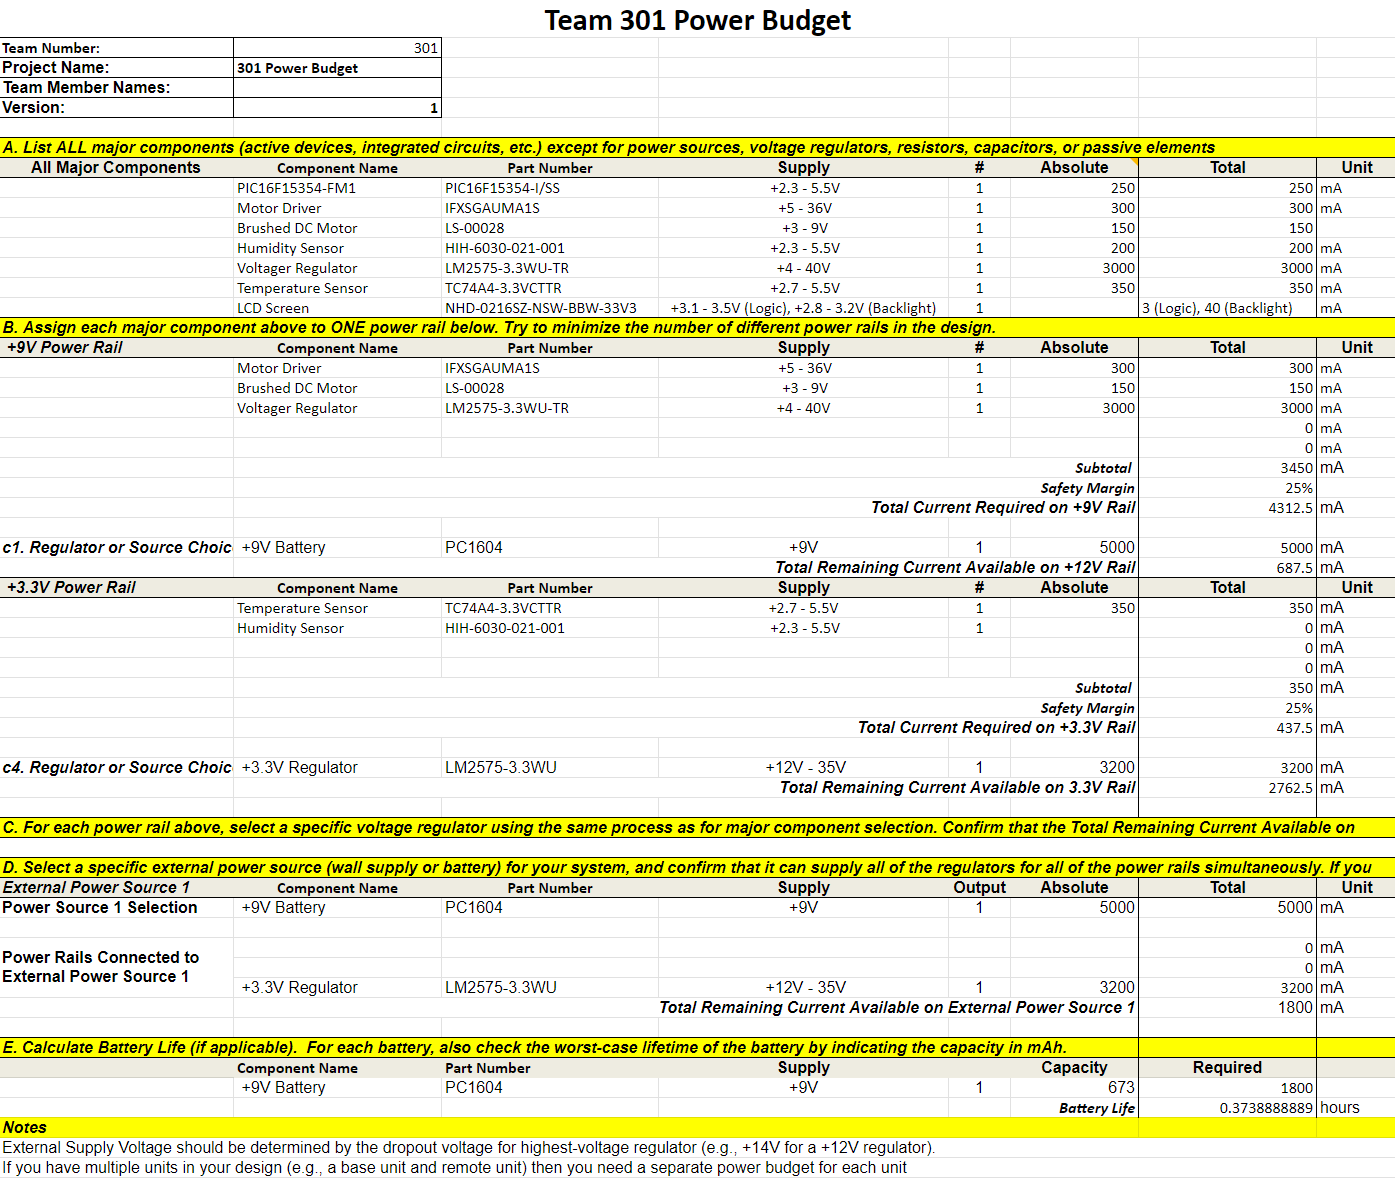 Team 301 Power Budget
Team Number: 301
Project Name: 301 Power Budget
Team Member Names:
Version: 1
A. List ALL major components (active devices, integrated circuits, etc.) except for power sources, voltage regulators, resistors, capacitors, or passive elements
All Major Components Component Name Part Number Supply # Absolute Total Unit
PIC16F15354-FM1 PIC16F15354-I/SS +2.3 - 5.5V 1 250 250 mA
Motor Driver IFXSGAUMA1S +5 - 36V 1 300 300 mA
Brushed DC Motor LS-00028 +3 - 9V 1 150 150
Humidity Sensor HIH-6030-021-001 +2.3 - 5.5V 1 200 200 mA
Voltager Regulator LM2575-3.3WU-TR +4 - 40V 1 3000 3000 mA
Temperature Sensor TC74A4-3.3VCTTR +2.7 - 5.5V 1 350 350 mA
LCD Screen NHD-0216SZ-NSW-BBW-33V3 +3.1 - 3.5V (Logic), +2.8 - 3.2V (Backlight) 1 3 (Logic), 40 (Backlight) mA
B. Assign each major component above to ONE power rail below. Try to minimize the number of different power rails in the design.
+9V Power Rail Component Name Part Number Supply # Absolute Total Unit
Motor Driver IFXSGAUMA1S +5 - 36V 1 300 300 mA
Brushed DC Motor LS-00028 +3 - 9V 1 150 150 mA
Voltager Regulator LM2575-3.3WU-TR +4 - 40V 1 3000 3000 mA
0 mA
0 mA
Subtotal 3450 mA
Safety Margin 25%
Total Current Required on +9V Rail 4312.5 mA
c1. Regulator or Source Choic +9V Battery PC1604 +9V 1 5000 5000 mA
Total Remaining Current Available on +12V Rail 687.5 mA
+3.3V Power Rail Component Name Part Number Supply # Absolute Total Unit
Temperature Sensor TC74A4-3.3VCTTR +2.7 - 5.5V 1 350 350 mA
Humidity Sensor HIH-6030-021-001 +2.3 - 5.5V 1 0 mA
0 mA
0 mA
Subtotal 350 mA
Safety Margin 25%
Total Current Required on +3.3V Rail 437.5 mA
c4. Regulator or Source Choic +3.3V Regulator LM2575-3.3WU +12V - 35V 1 3200 3200 mA
Total Remaining Current Available on 3.3V Rail 2762.5 mA
C. For each power rail above, select a specific voltage regulator using the same process as for major component selection. Confirm that the Total Remaining Current Available on
D. Select a specific external power source (wall supply or battery) for your system, and confirm that it can supply all of the regulators for all of the power rails simultaneously. If you
External Power Source 1 Component Name Part Number Supply Output Absolute Total Unit
Power Source 1 Selection +9V Battery PC1604 +9V 1 5000 5000 mA
Power Rails Connected to
External Power Source 1
0 mA
0 mA
+3.3V Regulator LM2575-3.3WU +12V - 35V 1 3200 3200 mA
Total Remaining Current Available on External Power Source 1 1800 mA
E. Calculate Battery Life (if applicable).  For each battery, also check the worst-case lifetime of the battery by indicating the capacity in mAh.
Component Name Part Number Supply Capacity Required
+9V Battery PC1604 +9V 1 673 1800
Battery Life 0.3738888889 hours
Notes
External Supply Voltage should be determined by the dropout voltage for highest-voltage regulator (e.g., +14V for a +12V regulator).
If you have multiple units in your design (e.g., a base unit and remote unit) then you need a separate power budget for each unit